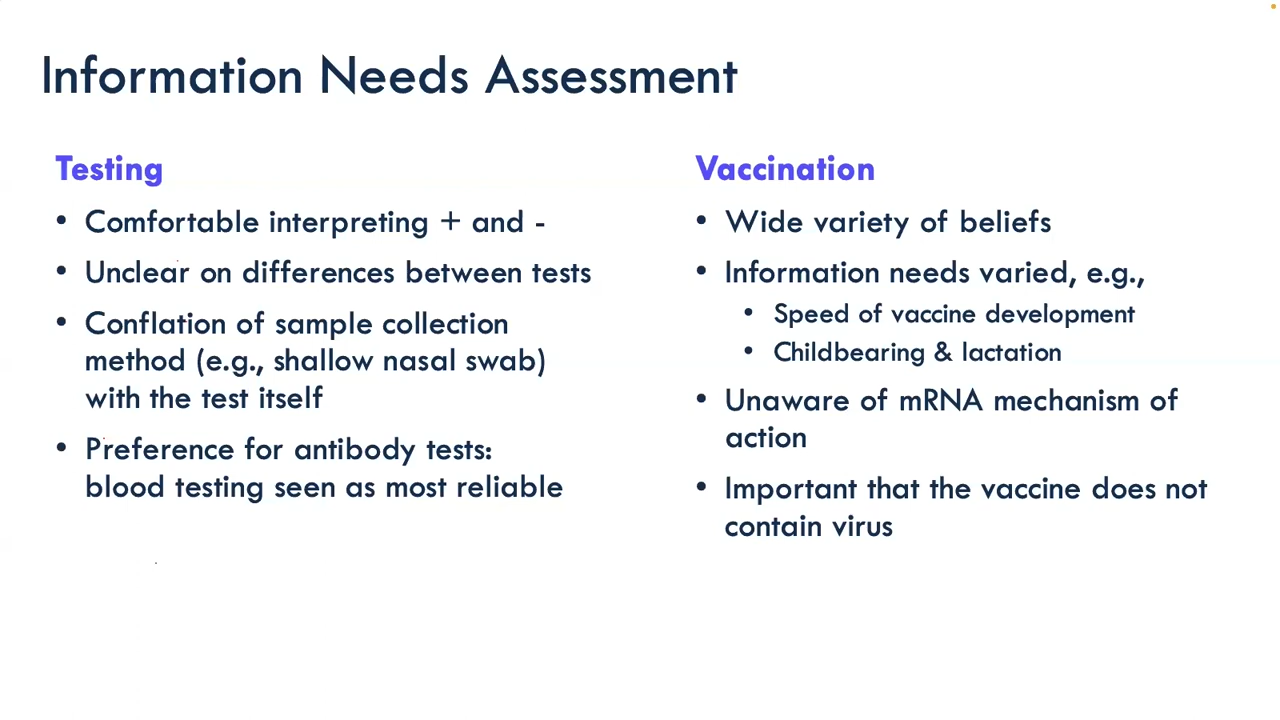 Information Needs Assessment
Testing
• Comfortable interpreting + and -
• Unclear on differences between tests
• Conflation of sample collection
method (e.g., shallow nasal swab)
with the test itself
• Preference for antibody tests:
blood testing seen as most reliable
Vaccination
• Wide variety of beliefs
• Information needs varied, e.g.,
• Speed of vaccine development
• Childbearing & lactation
• Unaware of mRNA mechanism of
action
• Important that the vaccine does not
contain virus